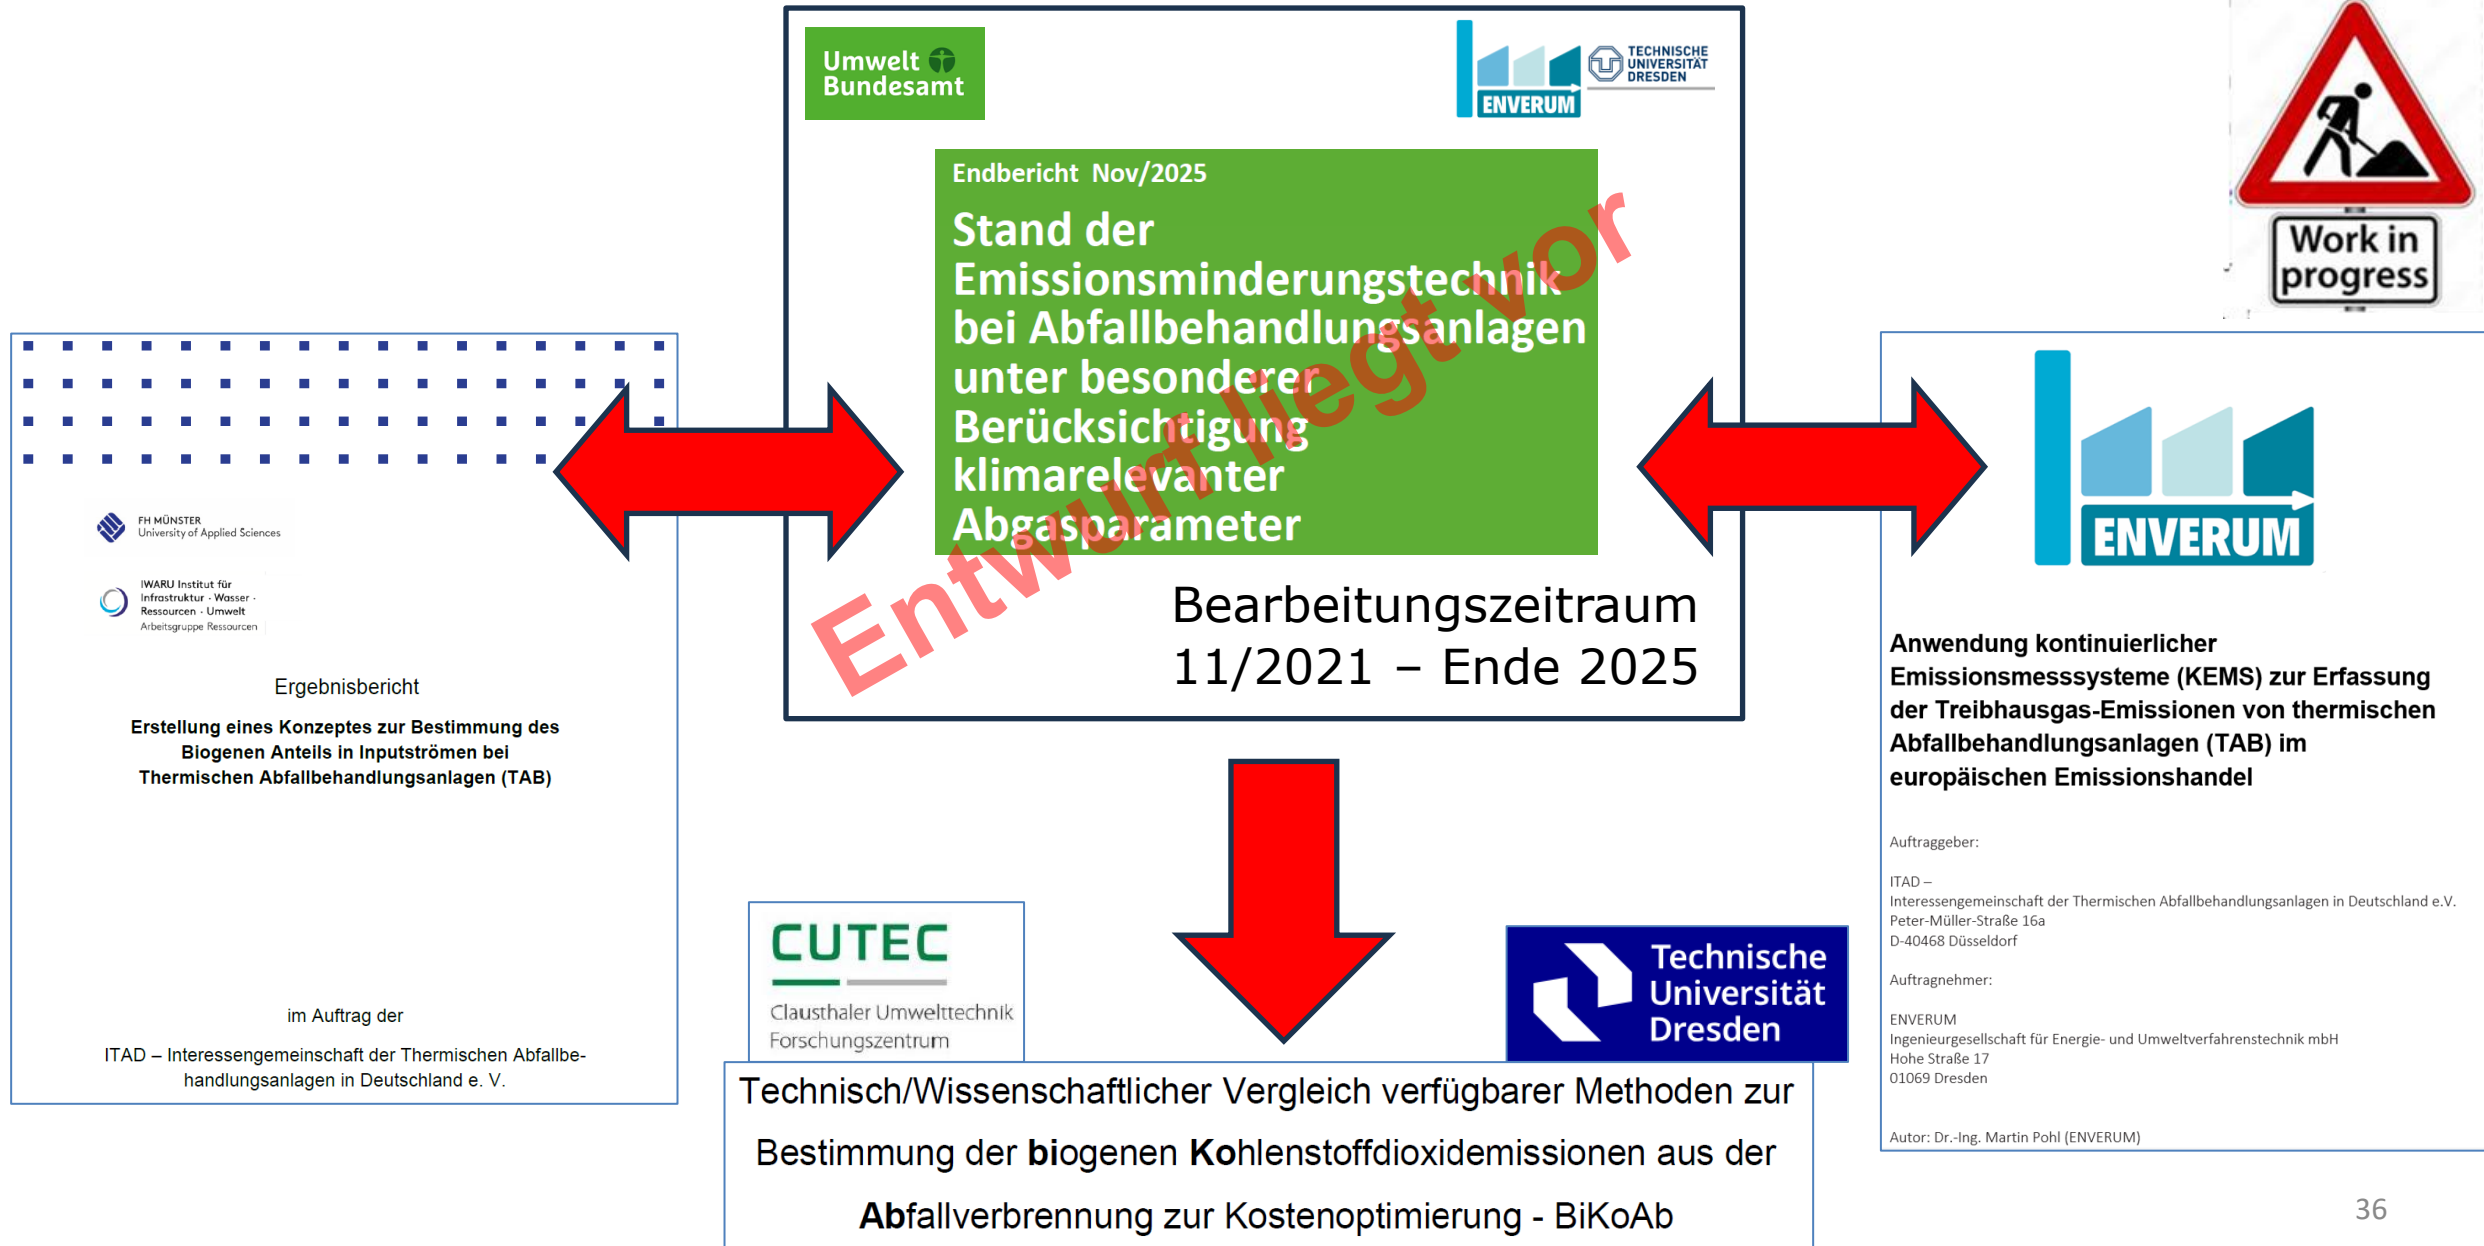 Umwelt
Bundesamt
ENVERUM
TECHNISCHE
UNIVERSITÄT
DRESDEN
Endbericht Nov/2025
Stand der
Emissionsminderungstechnik
bei Abfallbehandlungsanlagen
unter besonderer
Berücksichtigung
klimarelevanter
Abgasparameter
Entwurf liegt vor
Bearbeitungszeitraum
11/2021 – Ende 2025
Work in
progress
FH MÜNSTER
University of Applied Sciences
IWARU Institut für
Infrastruktur · Wasser ·
Ressourcen · Umwelt
Arbeitsgruppe Ressourcen
Ergebnisbericht
Erstellung eines Konzeptes zur Bestimmung des
Biogenen Anteils in Inputströmen bei
Thermischen Abfallbehandlungsanlagen (TAB)
im Auftrag der
ITAD – Interessengemeinschaft der Thermischen Abfallbe-
handlungsanlagen in Deutschland e. V.
ENVERUM
Anwendung kontinuierlicher
Emissionsmesssysteme (KEMS) zur Erfassung
der Treibhausgas-Emissionen von thermischen
Abfallbehandlungsanlagen (TAB) im
europäischen Emissionshandel
Auftraggeber:
ITAD –
Interessengemeinschaft der Thermischen Abfallbehandlungsanlagen in Deutschland e.V.
Peter-Müller-Straße 16a
D-40468 Düsseldorf
Auftragnehmer:
ENVERUM
Ingenieurgesellschaft für Energie- und Umweltverfahrenstechnik mbH
Hohe Straße 17
01069 Dresden
Autor: Dr.-Ing. Martin Pohl (ENVERUM)
CUTEC
Clausthaler Umwelttechnik
Forschungszentrum
Technische
Universität
Dresden
Technisch/Wissenschaftlicher Vergleich verfügbarer Methoden zur
Bestimmung der biogenen Kohlenstoffdioxidemissionen aus der
Abfallverbrennung zur Kostenoptimierung - BiKoAb
36